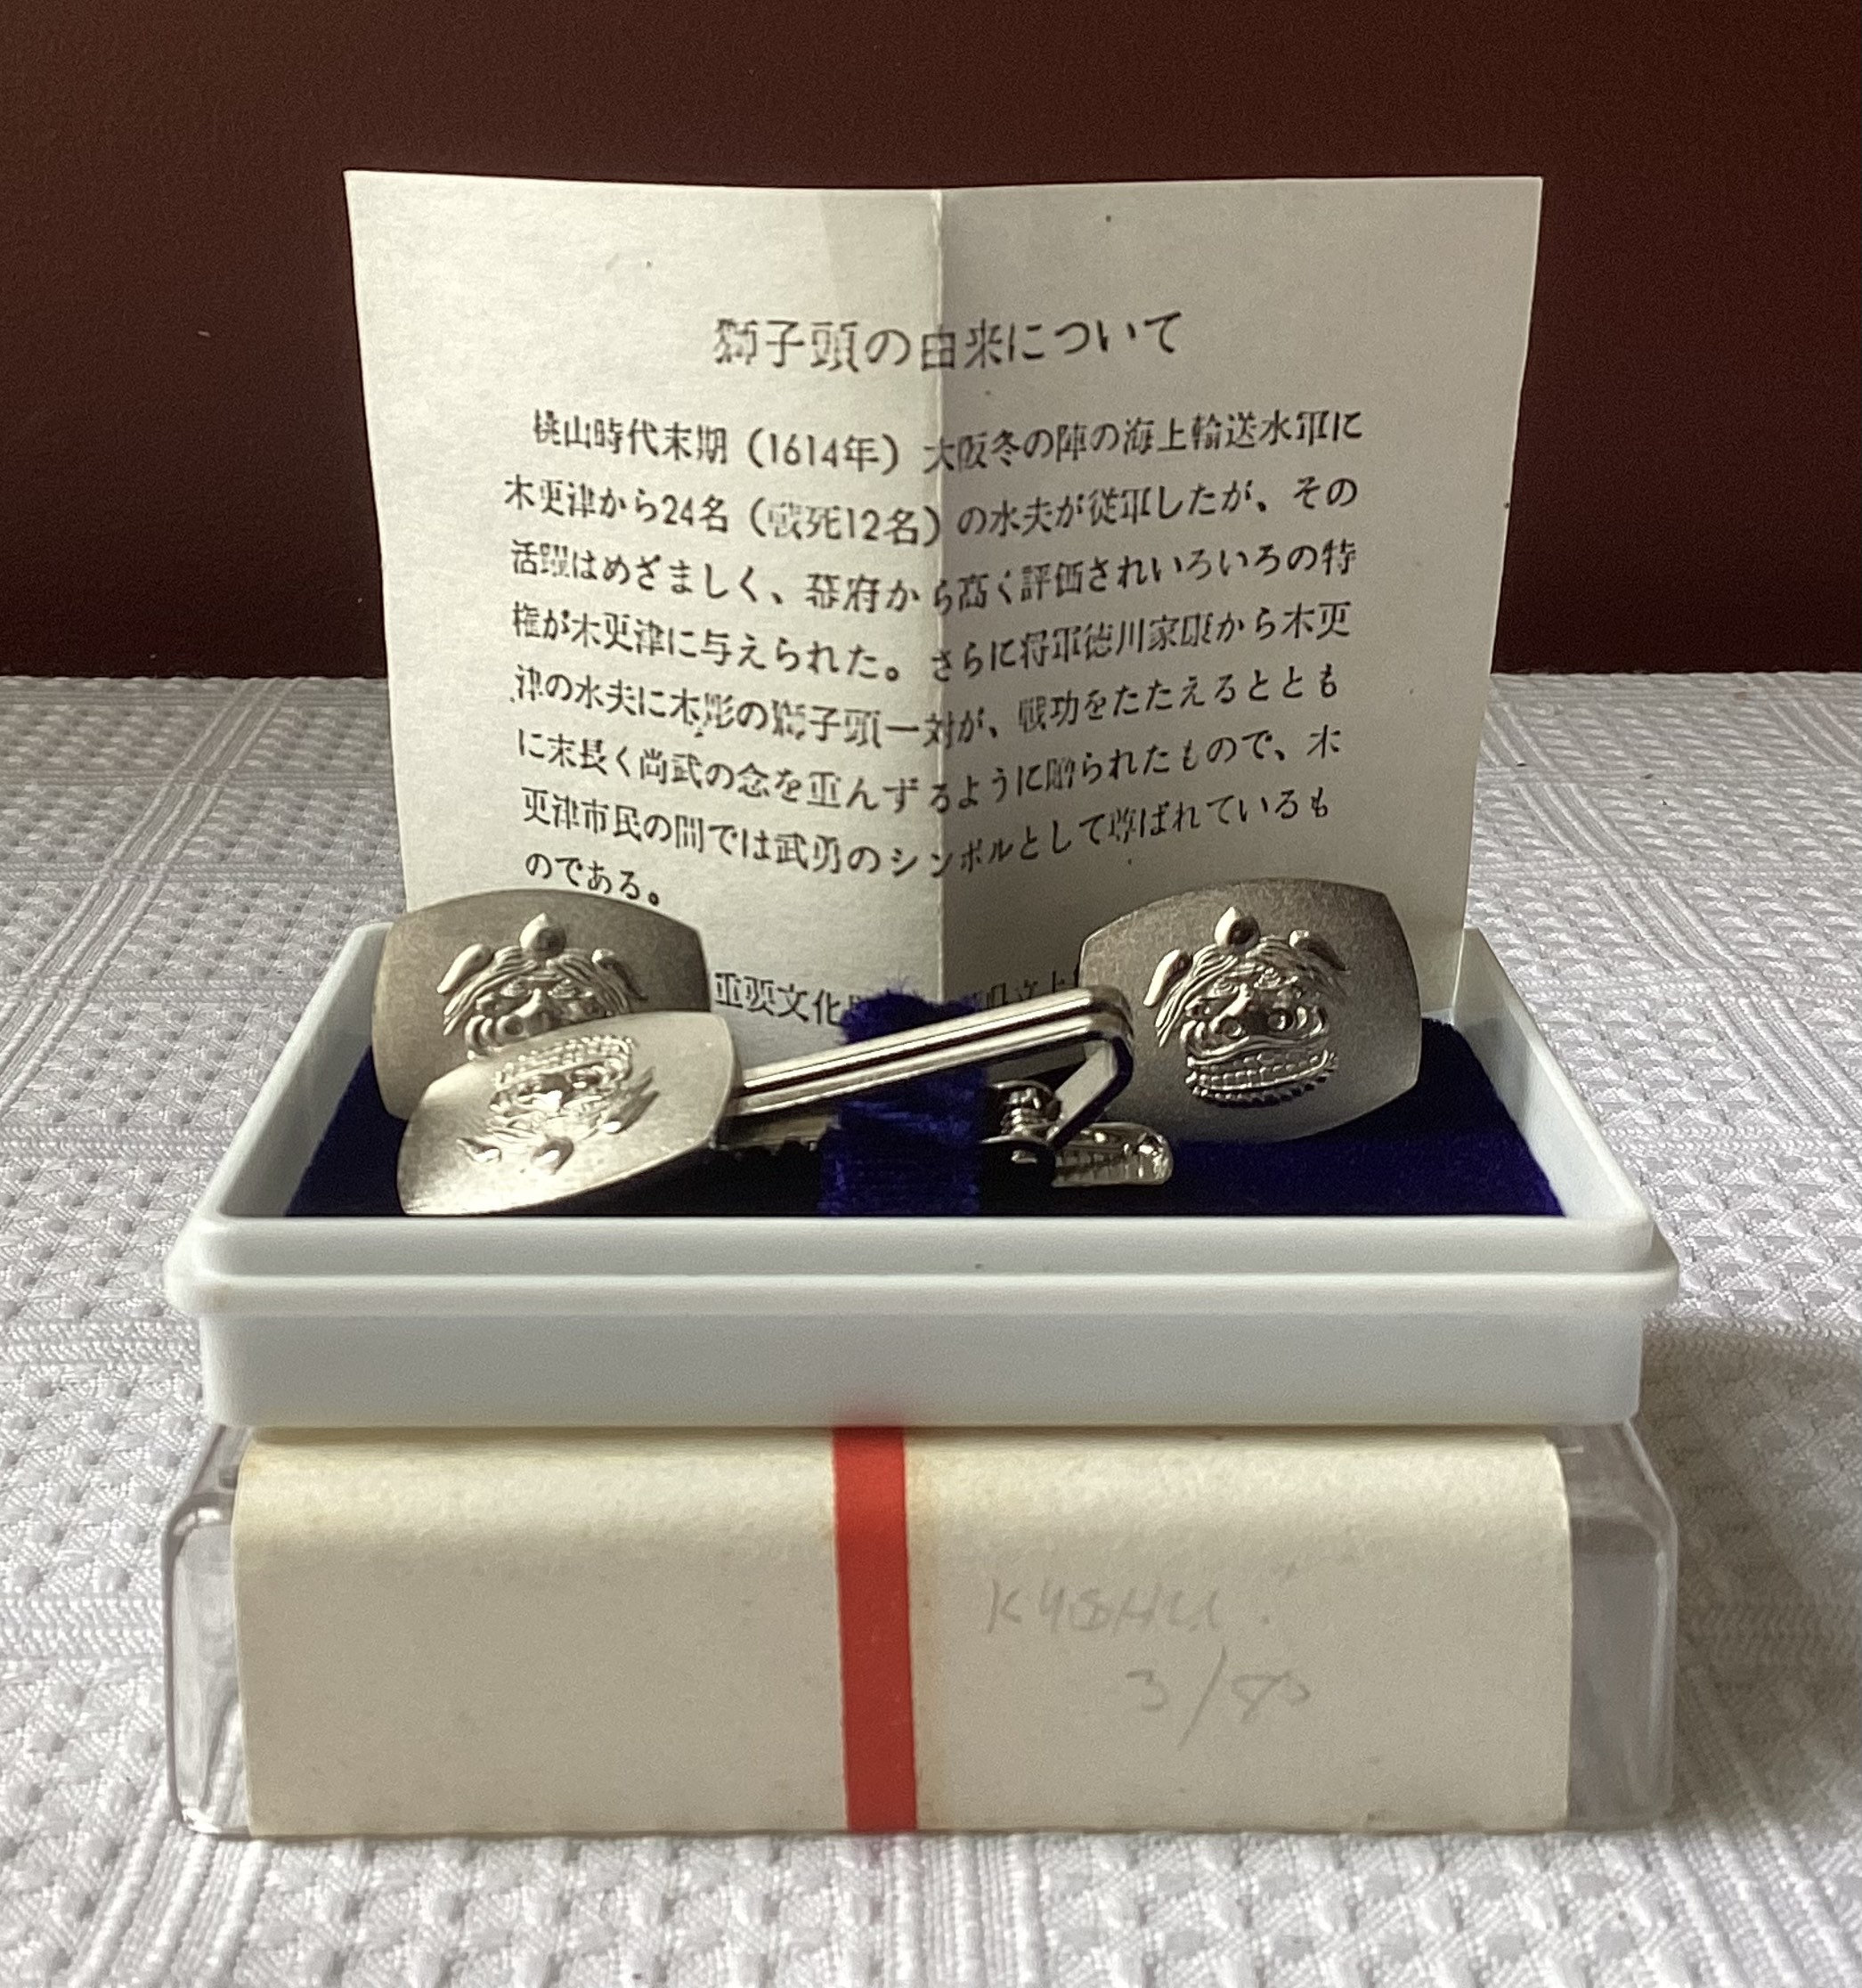 獅子頭の由来について
桃山時代末期（1614年）大阪冬の陣の海上輸送水軍に
木更津から24名（戦死12名）の水夫が従軍したが、その
活躍はめざましく、幕府から高く評価されいろいろの特
権が木更津に与えられた。さらに将軍徳川家康から木更
津の水夫に木彫の獅子頭一対が、戦功をたたえるととも
に末長く尚武の念を重んずるように贈られたもので、木
更津市民の間では武勇のシンボルとして尊ばれているも
のである。
重要文化 県立上
KYSHU
3/80